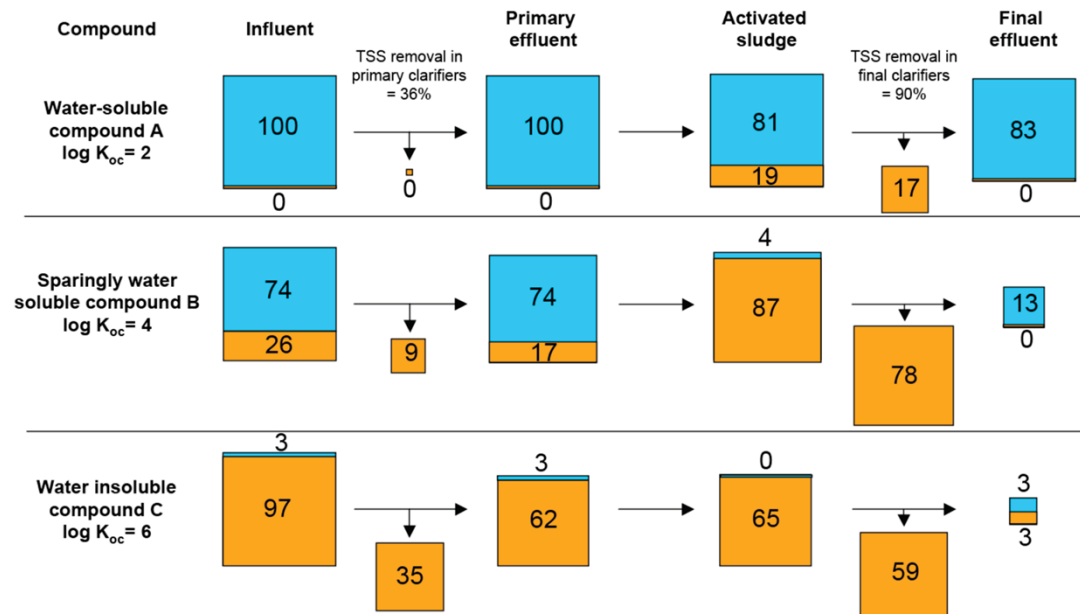 Compound
Influent
Primary
effluent
Activated
sludge
Final
effluent
TSS removal in
primary clarifiers
= 36%
TSS removal in
final clarifiers
= 90%
Water-soluble
compound A
log Koc= 2
100
0
0
100
0
81
19
17
83
0
Sparingly water
soluble compound B
log Koc= 4
74
26
9
74
17
4
87
78
13
0
Water insoluble
compound C
log Koc= 6
3
97
35
3
62
0
65
59
3
3